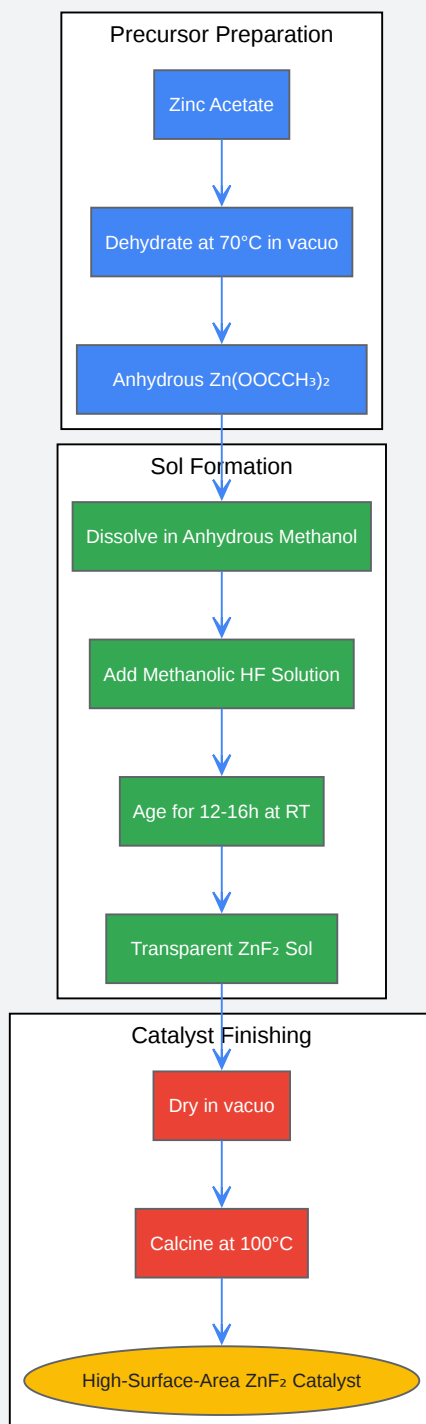 Precursor Preparation
Zinc Acetate
Dehydrate at 70°C in vacuo
Anhydrous Zn(OOCCH₃)₂
Sol Formation
Dissolve in Anhydrous Methanol
Add Methanolic HF Solution
Age for 12-16h at RT
Transparent ZnF₂ Sol
Catalyst Finishing
Dry in vacuo
Calcine at 100°C
High-Surface-Area ZnF₂ Catalyst